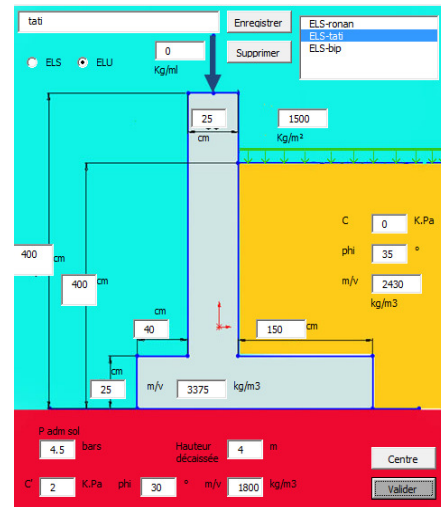 tati
Enregistrer
ELS-ronan
ELS-tati
ELS-bip
ELS
ELU
0
Kg/ml
Supprimer
25
cm
1500
Kg/m²
C 0 K.Pa
phi 35 °
m/v 2430
kg/m3
400 cm
400 cm
cm
40
150 cm
cm
25
m/v 3375 kg/m3
P adm sol
4.5 bars
Hauteur
décaissée
4 m
Centre
C' 2 K.Pa phi 30 ° m/v 1800 kg/m3
Valider